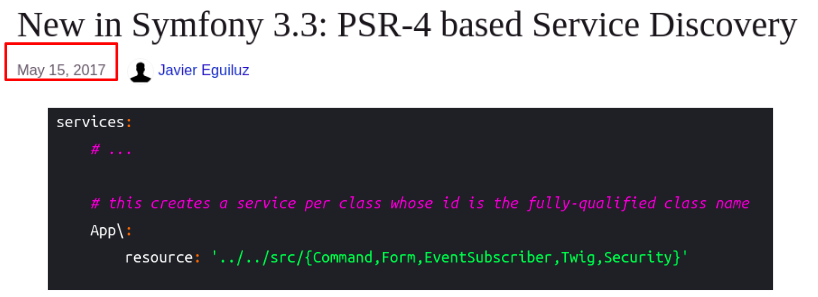 New in Symfony 3.3: PSR-4 based Service Discovery
May 15, 2017 Javier Eguiluz
services:
# ...
# this creates a service per class whose id is the fully-qualified class name
App\:
resource: '../../src/{Command,Form,EventSubscriber,Twig,Security}'